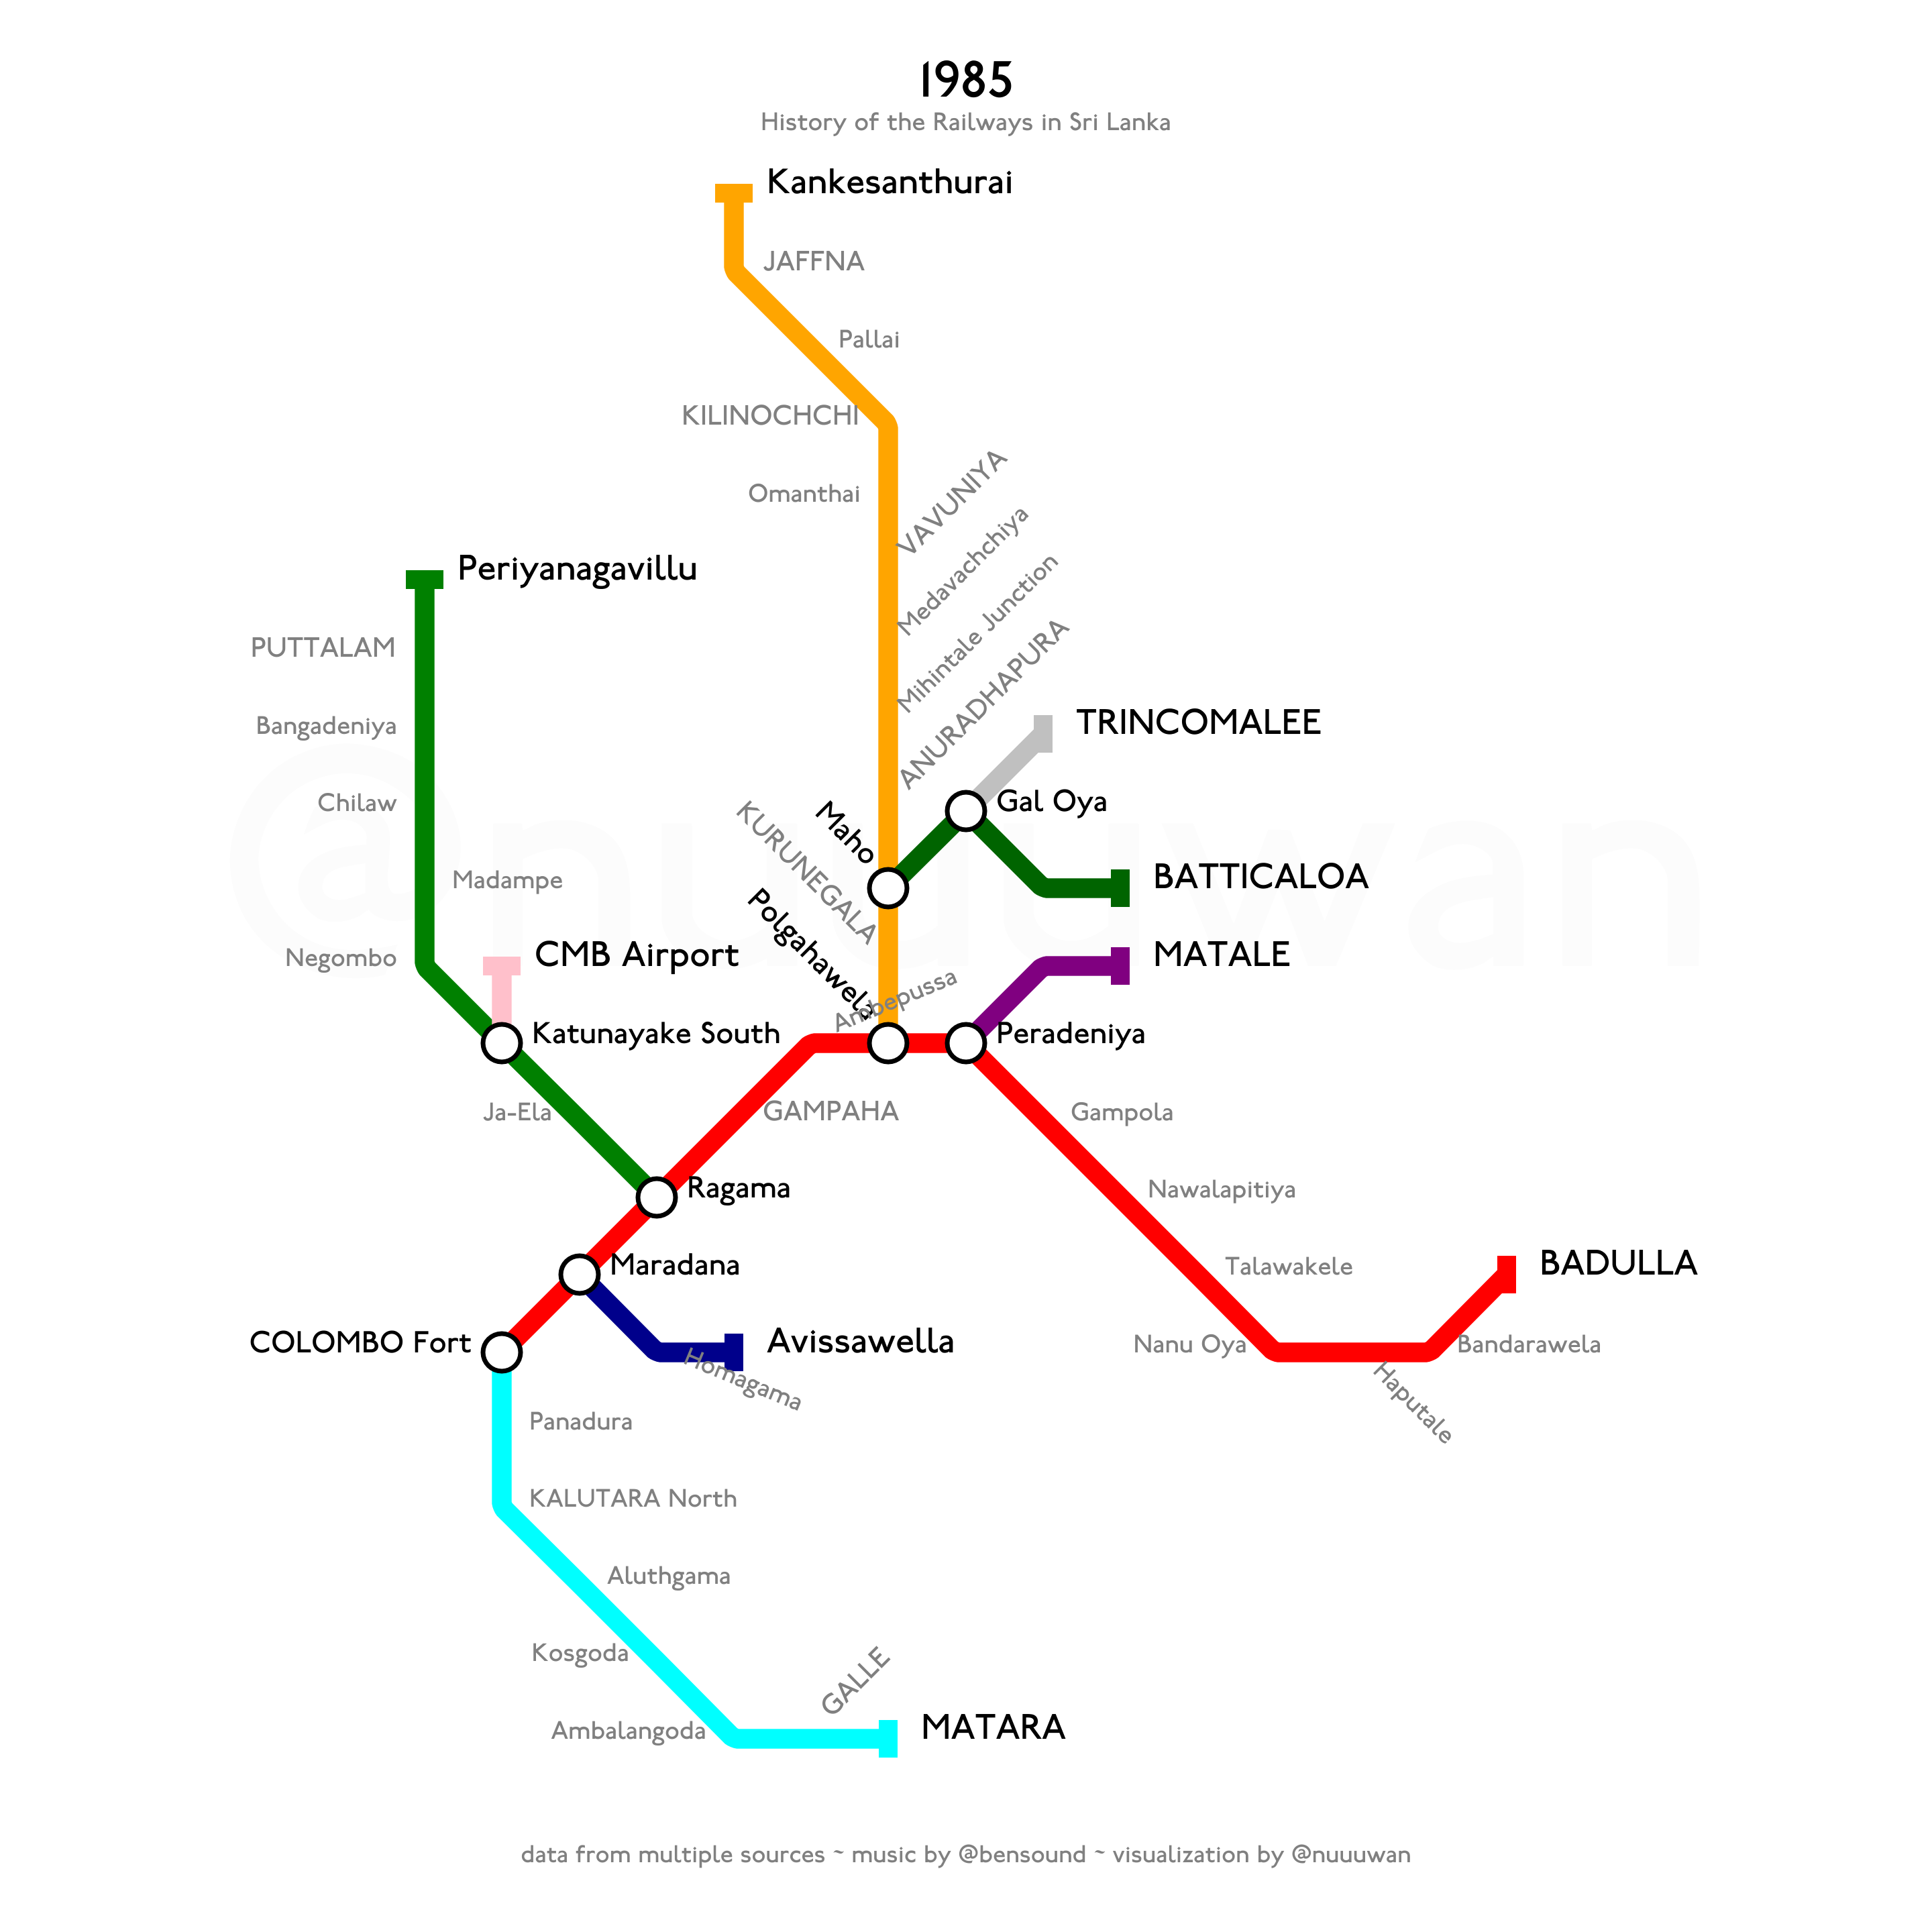 1985
History of the Railways in Sri Lanka
Kankesanthurai
JAFFNA
Pallai
KILINOCHCHI
Omanthai
VAVUNIYA
Medavachchiya
Mihintale Junction
ANURADHAPURA
Periyanagavillu
PUTTALAM
Bangadeniya
Chilaw
Madampe
Negombo
TRINCOMALEE
Gal Oya
Maho
KURUNEGALA
BATTICALOA
Polgahawela
Ambepussa
MATALE
CMB Airport
Katunayake South
Peradeniya
Ja-Ela
GAMPAHA
Gampola
Ragama
Nawalapitiya
Maradana
Talawakele
BADULLA
COLOMBO Fort
Avissawella
Homagama
Nanu Oya
Haputale
Bandarawela
Panadura
KALUTARA North
Aluthgama
Kosgoda
GALLE
Ambalangoda
MATARA
@nuuuwan
data from multiple sources ~ music by @bensound ~ visualization by @nuuuwan